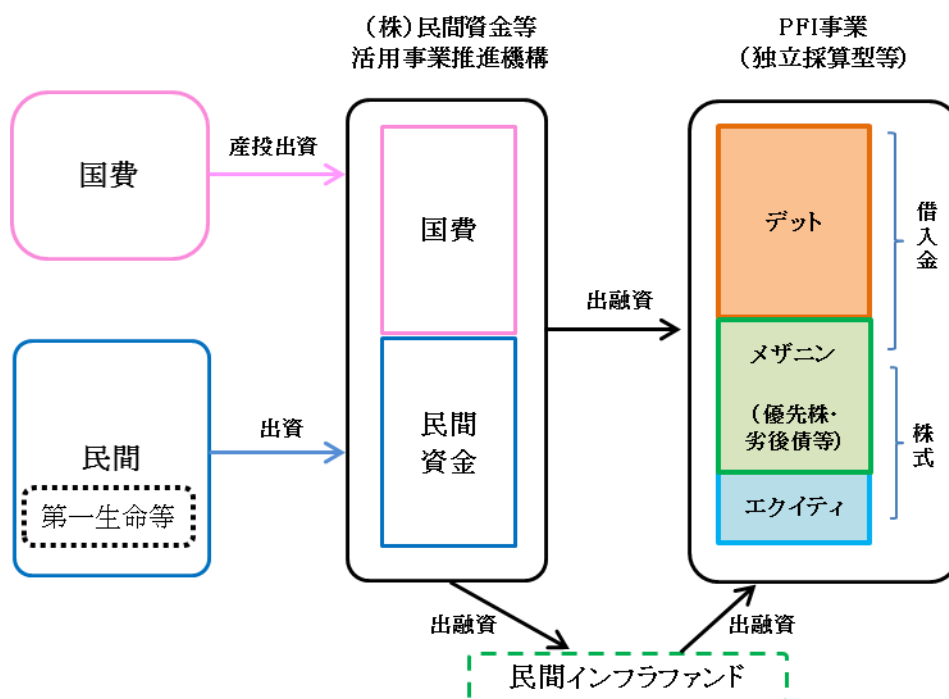 (株)民間資金等
活用事業推進機構
PFI事業
(独立採算型等)
国費
産投出資
国費
民間
第一生命等
出資
民間
資金
出融資
デット
メザニン
(優先株・
劣後債等)
エクイティ
借入金
株式
出融資
出融資
民間インフラファンド